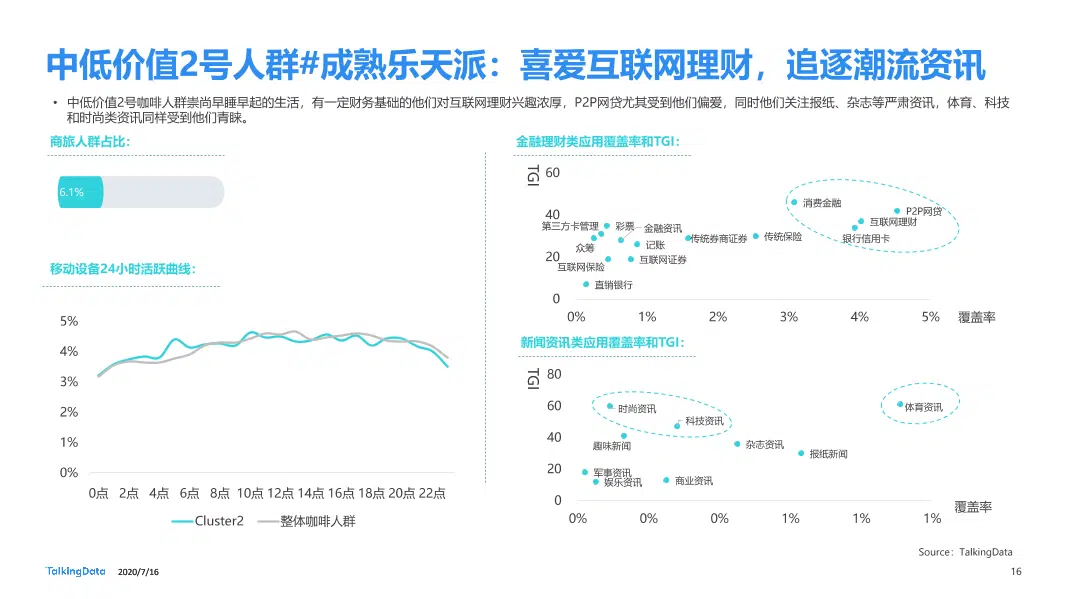 中低价值2号人群#成熟乐天派：喜爱互联网理财，追逐潮流资讯
• 中低价值2号咖啡人群崇尚早睡早起的生活，有一定财务基础的他们对互联网理财兴趣浓厚，P2P网贷尤其受到他们偏爱，同时他们关注报纸、杂志等严肃资讯，体育、科技
和时尚类资讯同样受到他们青睐。
商旅人群占比：
6.1%
移动设备24小时活跃曲线：
5%
4%
3%
2%
1%
0%
0点 2点 4点 6点 8点 10点 12点 14点 16点 18点 20点 22点
Cluster2 整体咖啡人群
金融理财类应用覆盖率和TGI：
TGI
60
40
20
0
消费金融
P2P网贷
互联网理财
银行信用卡
第三方卡管理
彩票
金融资讯
众筹
记账
传统券商证券
传统保险
互联网保险
互联网证券
直销银行
0% 1% 2% 3% 4% 5% 覆盖率
新闻资讯类应用覆盖率和TGI：
TGI
80
60
40
20
0
时尚资讯
科技资讯
体育资讯
趣味新闻
杂志资讯
报纸新闻
军事资讯
娱乐资讯
商业资讯
0% 0% 0% 1% 1% 1% 覆盖率
Source：TalkingData
TalkingData 2020/7/16 16